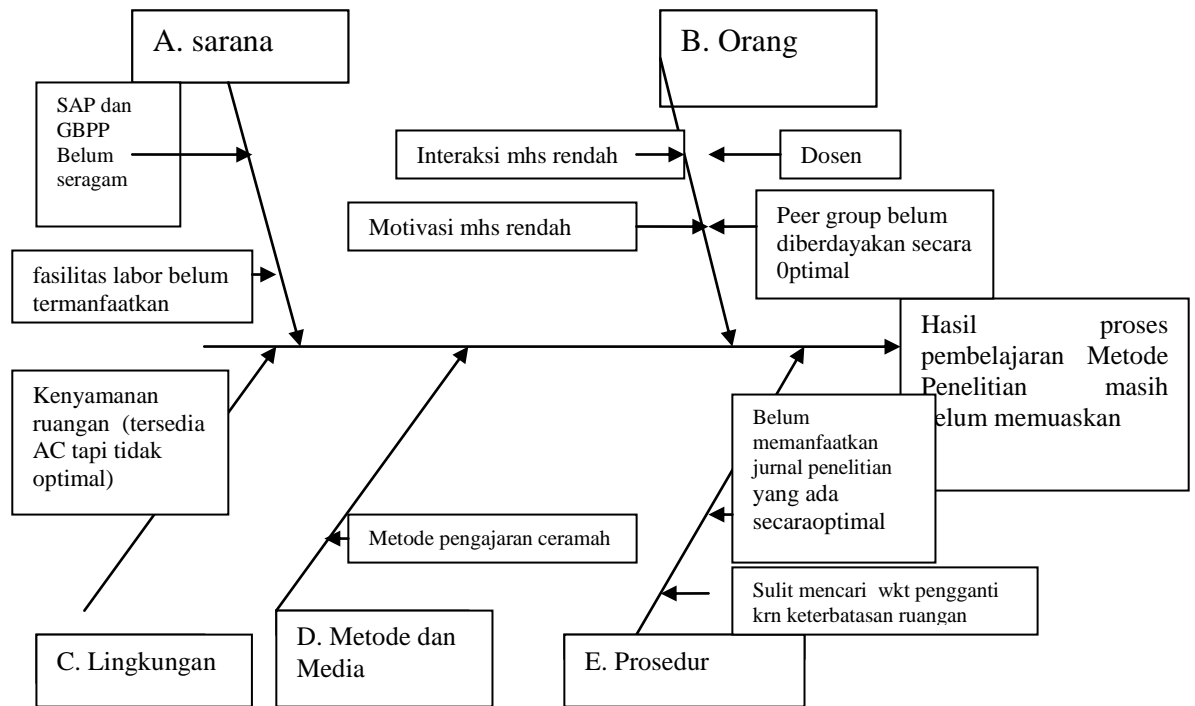 A. sarana
B. Orang
SAP dan
GBPP
Belum
seragam
Interaksi mhs rendah
Dosen
Motivasi mhs rendah
Peer group belum
diberdayakan secara
0ptimal
fasilitas labor belum
termanfaatkan
Hasil proses
pembelajaran Metode
Penelitian masih
elum memuaskan
Kenyamanan
ruangan (tersedia
AC tapi tidak
optimal)
Belum
memanfaatkan
jurnal penelitian
yang ada
secaraoptimal
Metode pengajaran ceramah
Sulit mencari wkt pengganti
krn keterbatasan ruangan
C. Lingkungan
D. Metode dan
Media
E. Prosedur